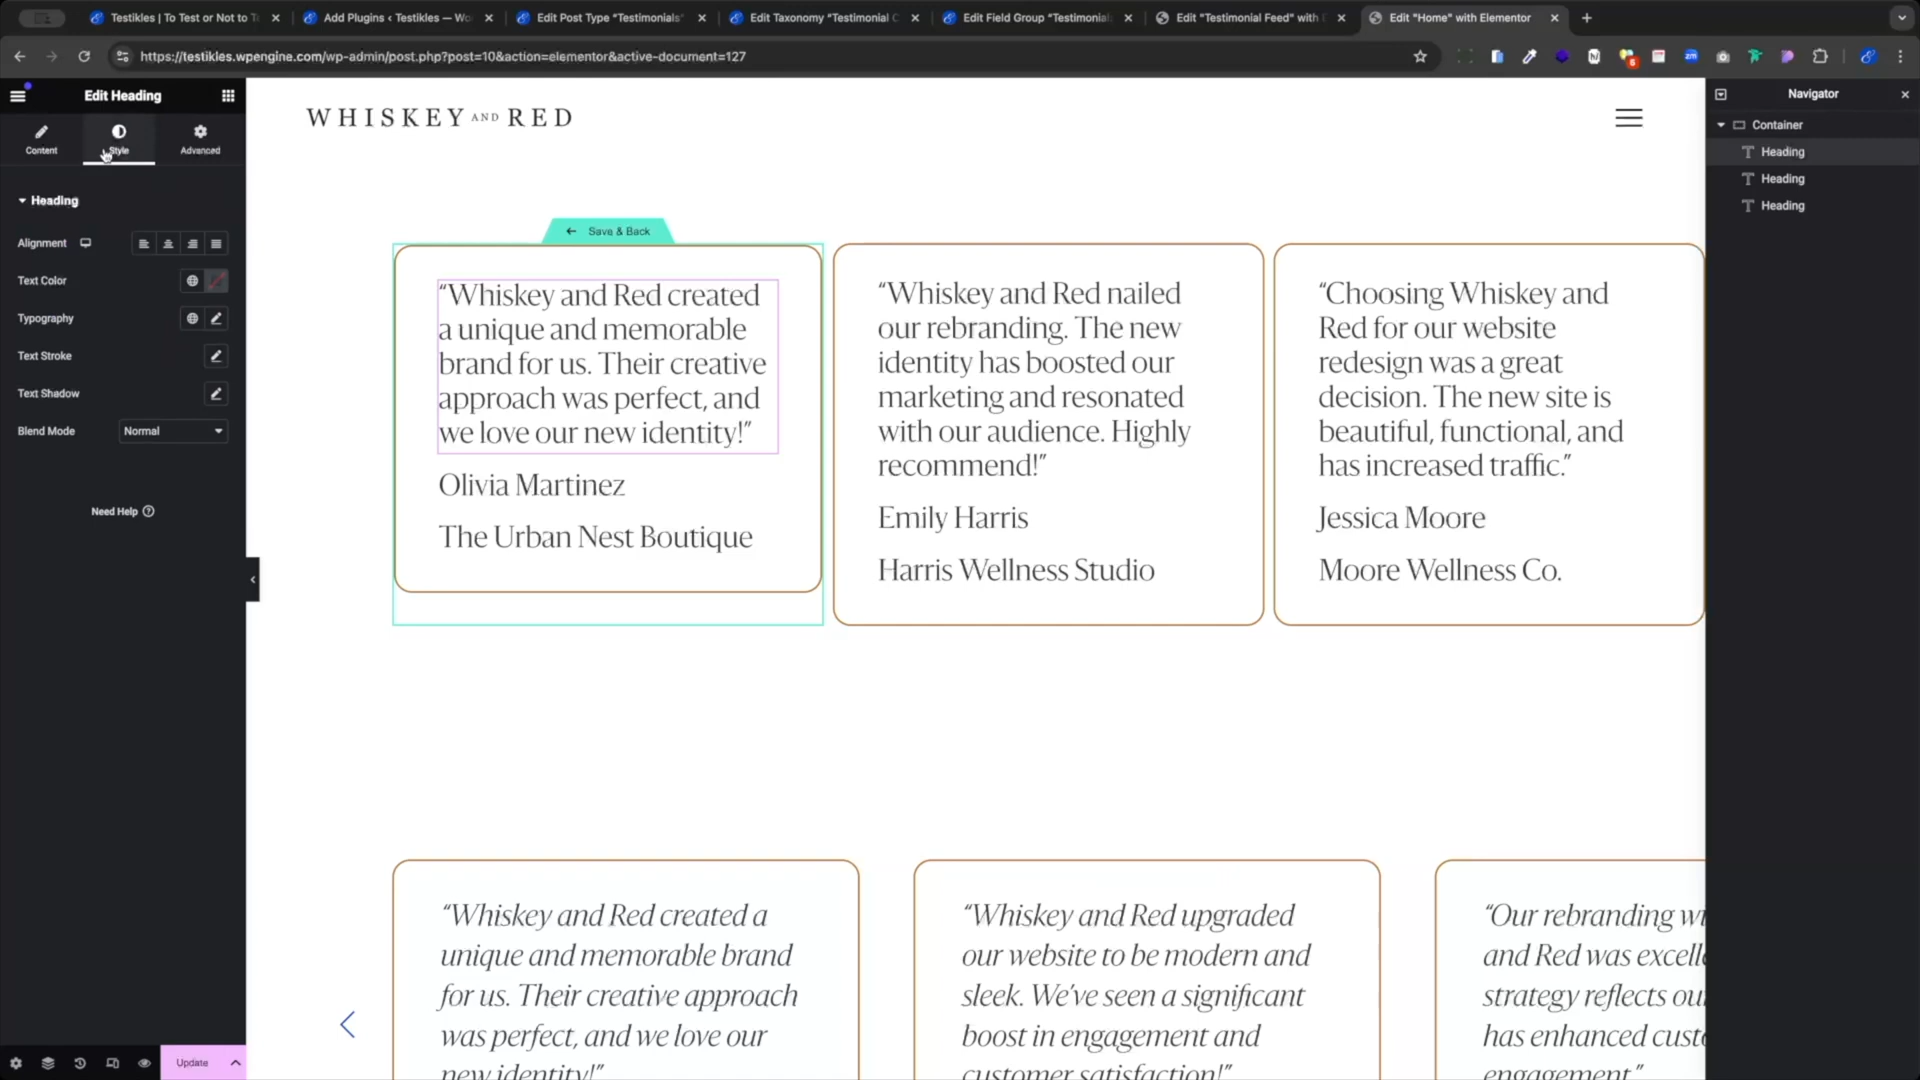 Testikles | To Test or Not to T
Add Plugins ‹ Testikles — Wo
Edit Post Type "Testimonials"
Edit Taxonomy "Testimonial C
Edit Field Group "Testimonial
Edit "Testimonial Feed" with E
Edit "Home" with Elementor
https://testikles.wpengine.com/wp-admin/post.php?post=10&action=elementor&active-document=127
Edit Heading
Content
Style
Advanced
Heading
Alignment
Text Color
Typography
Text Stroke
Text Shadow
Blend Mode
Normal
Need Help
Update
WHISKEY AND RED
Save & Back
“Whiskey and Red created
a unique and memorable
brand for us. Their creative
approach was perfect, and
we love our new identity!”
Olivia Martinez
The Urban Nest Boutique
“Whiskey and Red nailed
our rebranding. The new
identity has boosted our
marketing and resonated
with our audience. Highly
recommend!”
Emily Harris
Harris Wellness Studio
“Choosing Whiskey and
Red for our website
redesign was a great
decision. The new site is
beautiful, functional, and
has increased traffic.”
Jessica Moore
Moore Wellness Co.
“Whiskey and Red created a
unique and memorable brand
for us. Their creative approach
was perfect, and we love our
new identity!”
“Whiskey and Red upgraded
our website to be modern and
sleek. We’ve seen a significant
boost in engagement and
customer satisfaction!”
“Our rebranding wi
and Red was excell
strategy reflects ou
has enhanced cust
engagement.”
Navigator
Container
Heading
Heading
Heading